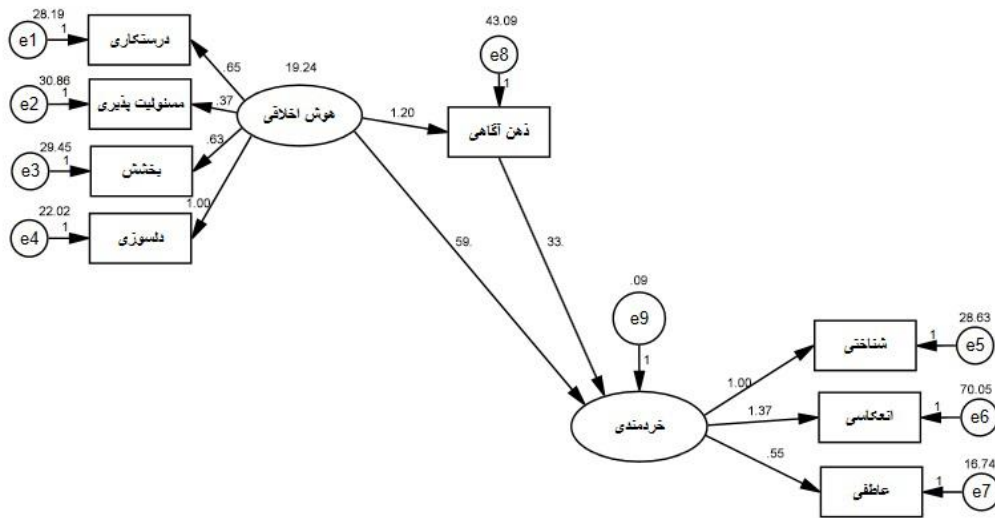 28.19
e1
1
درستکاری
.65
30.86
e2
1
مسئولیت پذیری
.37
29.45
e3
1
بخشش
.63
22.02
e4
1
دلسوزی
1.00
19.24
هوش اخلاقی
1.20
43.09
e8
1
ذهن آگاهی
59.
33.
.09
e9
1
خردمندی
1.00
شناختی
28.63
1
e5
1.37
انعکاسی
70.05
1
e6
.55
عاطفی
16.74
1
e7